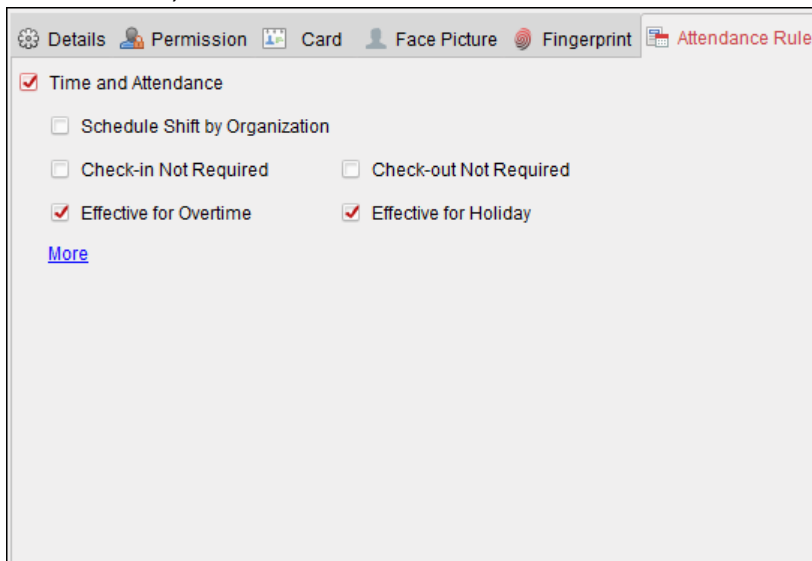 Details Permission Card Face Picture Fingerprint Attendance Rule
Time and Attendance
Schedule Shift by Organization
Check-in Not Required Check-out Not Required
Effective for Overtime Effective for Holiday
More